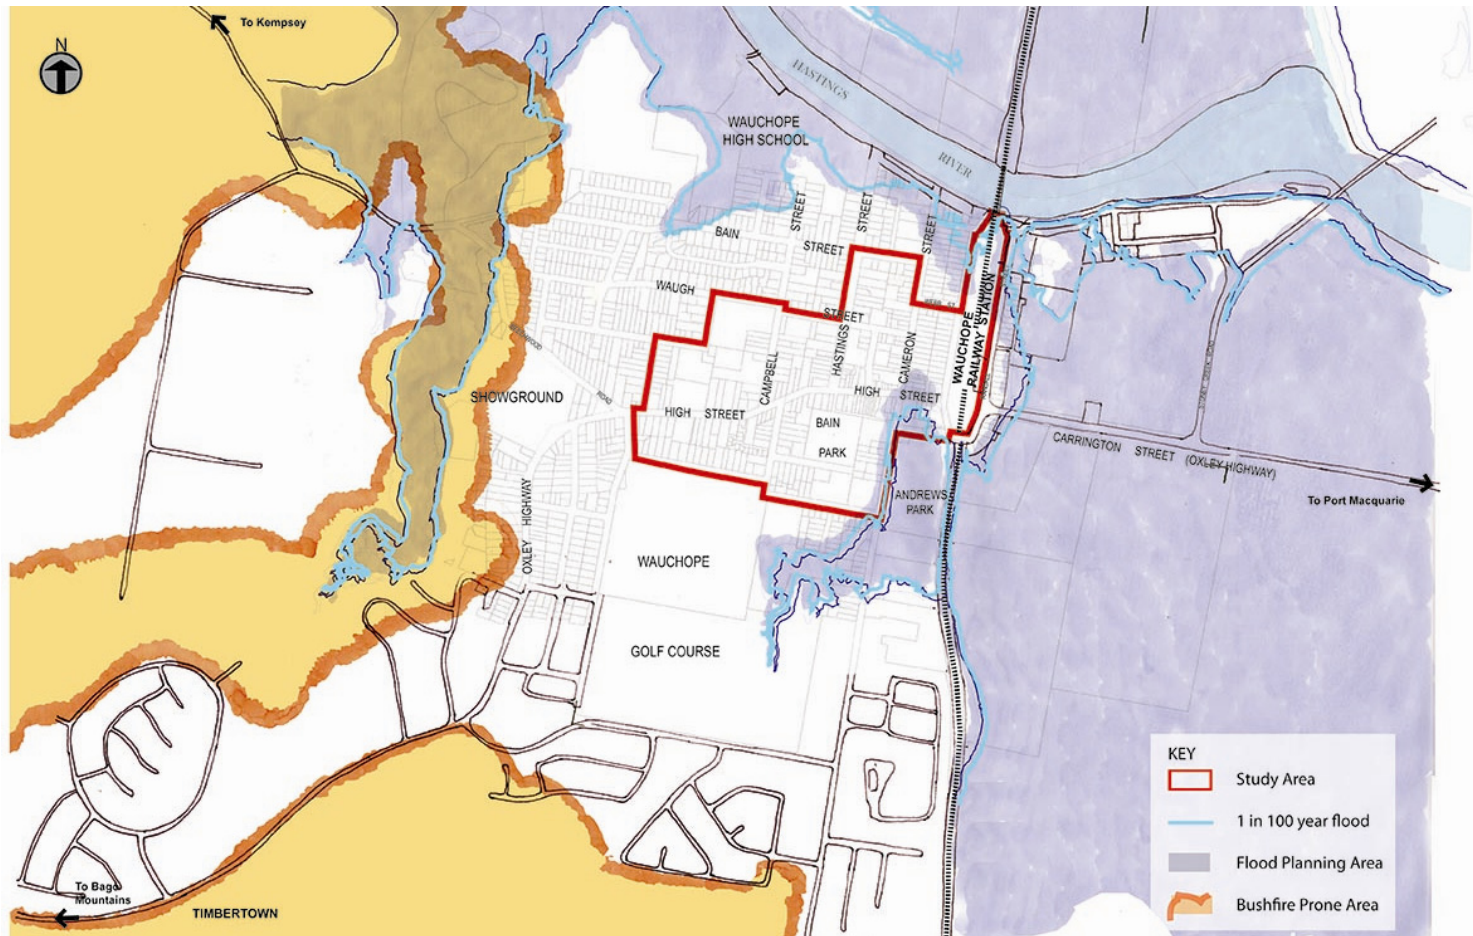 To Kempsey
N
HASTINGS
WAUCHOPE
HIGH SCHOOL
RIVER
STREET
STREET
STREET
BAIN
STREET
WAUGH
STREET
WAUCHOPE
RAILWAY STATION
HASTINGS
CAMERON
CAMPBELL
ROAD
SHOWGROUND
HIGH
STREET
HIGH
STREET
BAIN
PARK
CARRINGTON
STREET
(OXLEY HIGHWAY)
To Port Macquarie
ANDREWS
PARK
OXLEY
HIGHWAY
WAUCHOPE
GOLF COURSE
KEY
Study Area
1 in 100 year flood
Flood Planning Area
Bushfire Prone Area
To Bago
Mountains
TIMBERTOWN